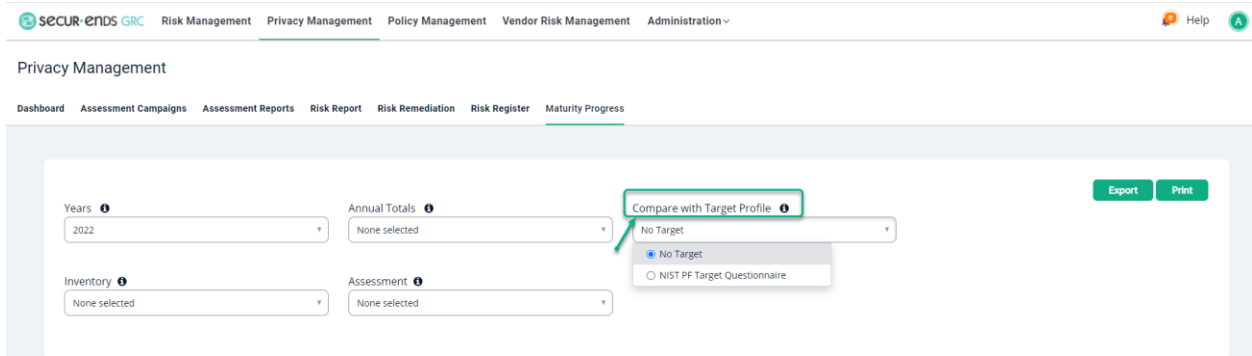 SECUR-ENDS GRC Risk Management Privacy Management Policy Management Vendor Risk Management Administration Help A
Privacy Management
Dashboard Assessment Campaigns Assessment Reports Risk Report Risk Remediation Risk Register Maturity Progress
Export Print
Years Annual Totals Compare with Target Profile
2022 None selected No Target
No Target
NIST PF Target Questionnaire
Inventory Assessment
None selected None selected